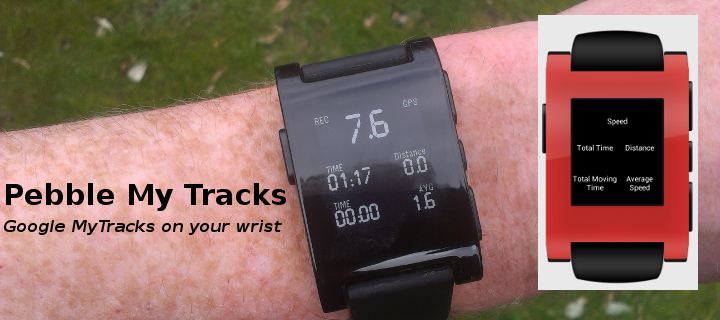 Pebble My Tracks
Google MyTracks on your wrist
REC
GPS
7.6
TIME
Distance
01:17
0.0
TIME
AVG
00:00
1.6
Speed
Total Time
Distance
Total Moving
Time
Average
Speed